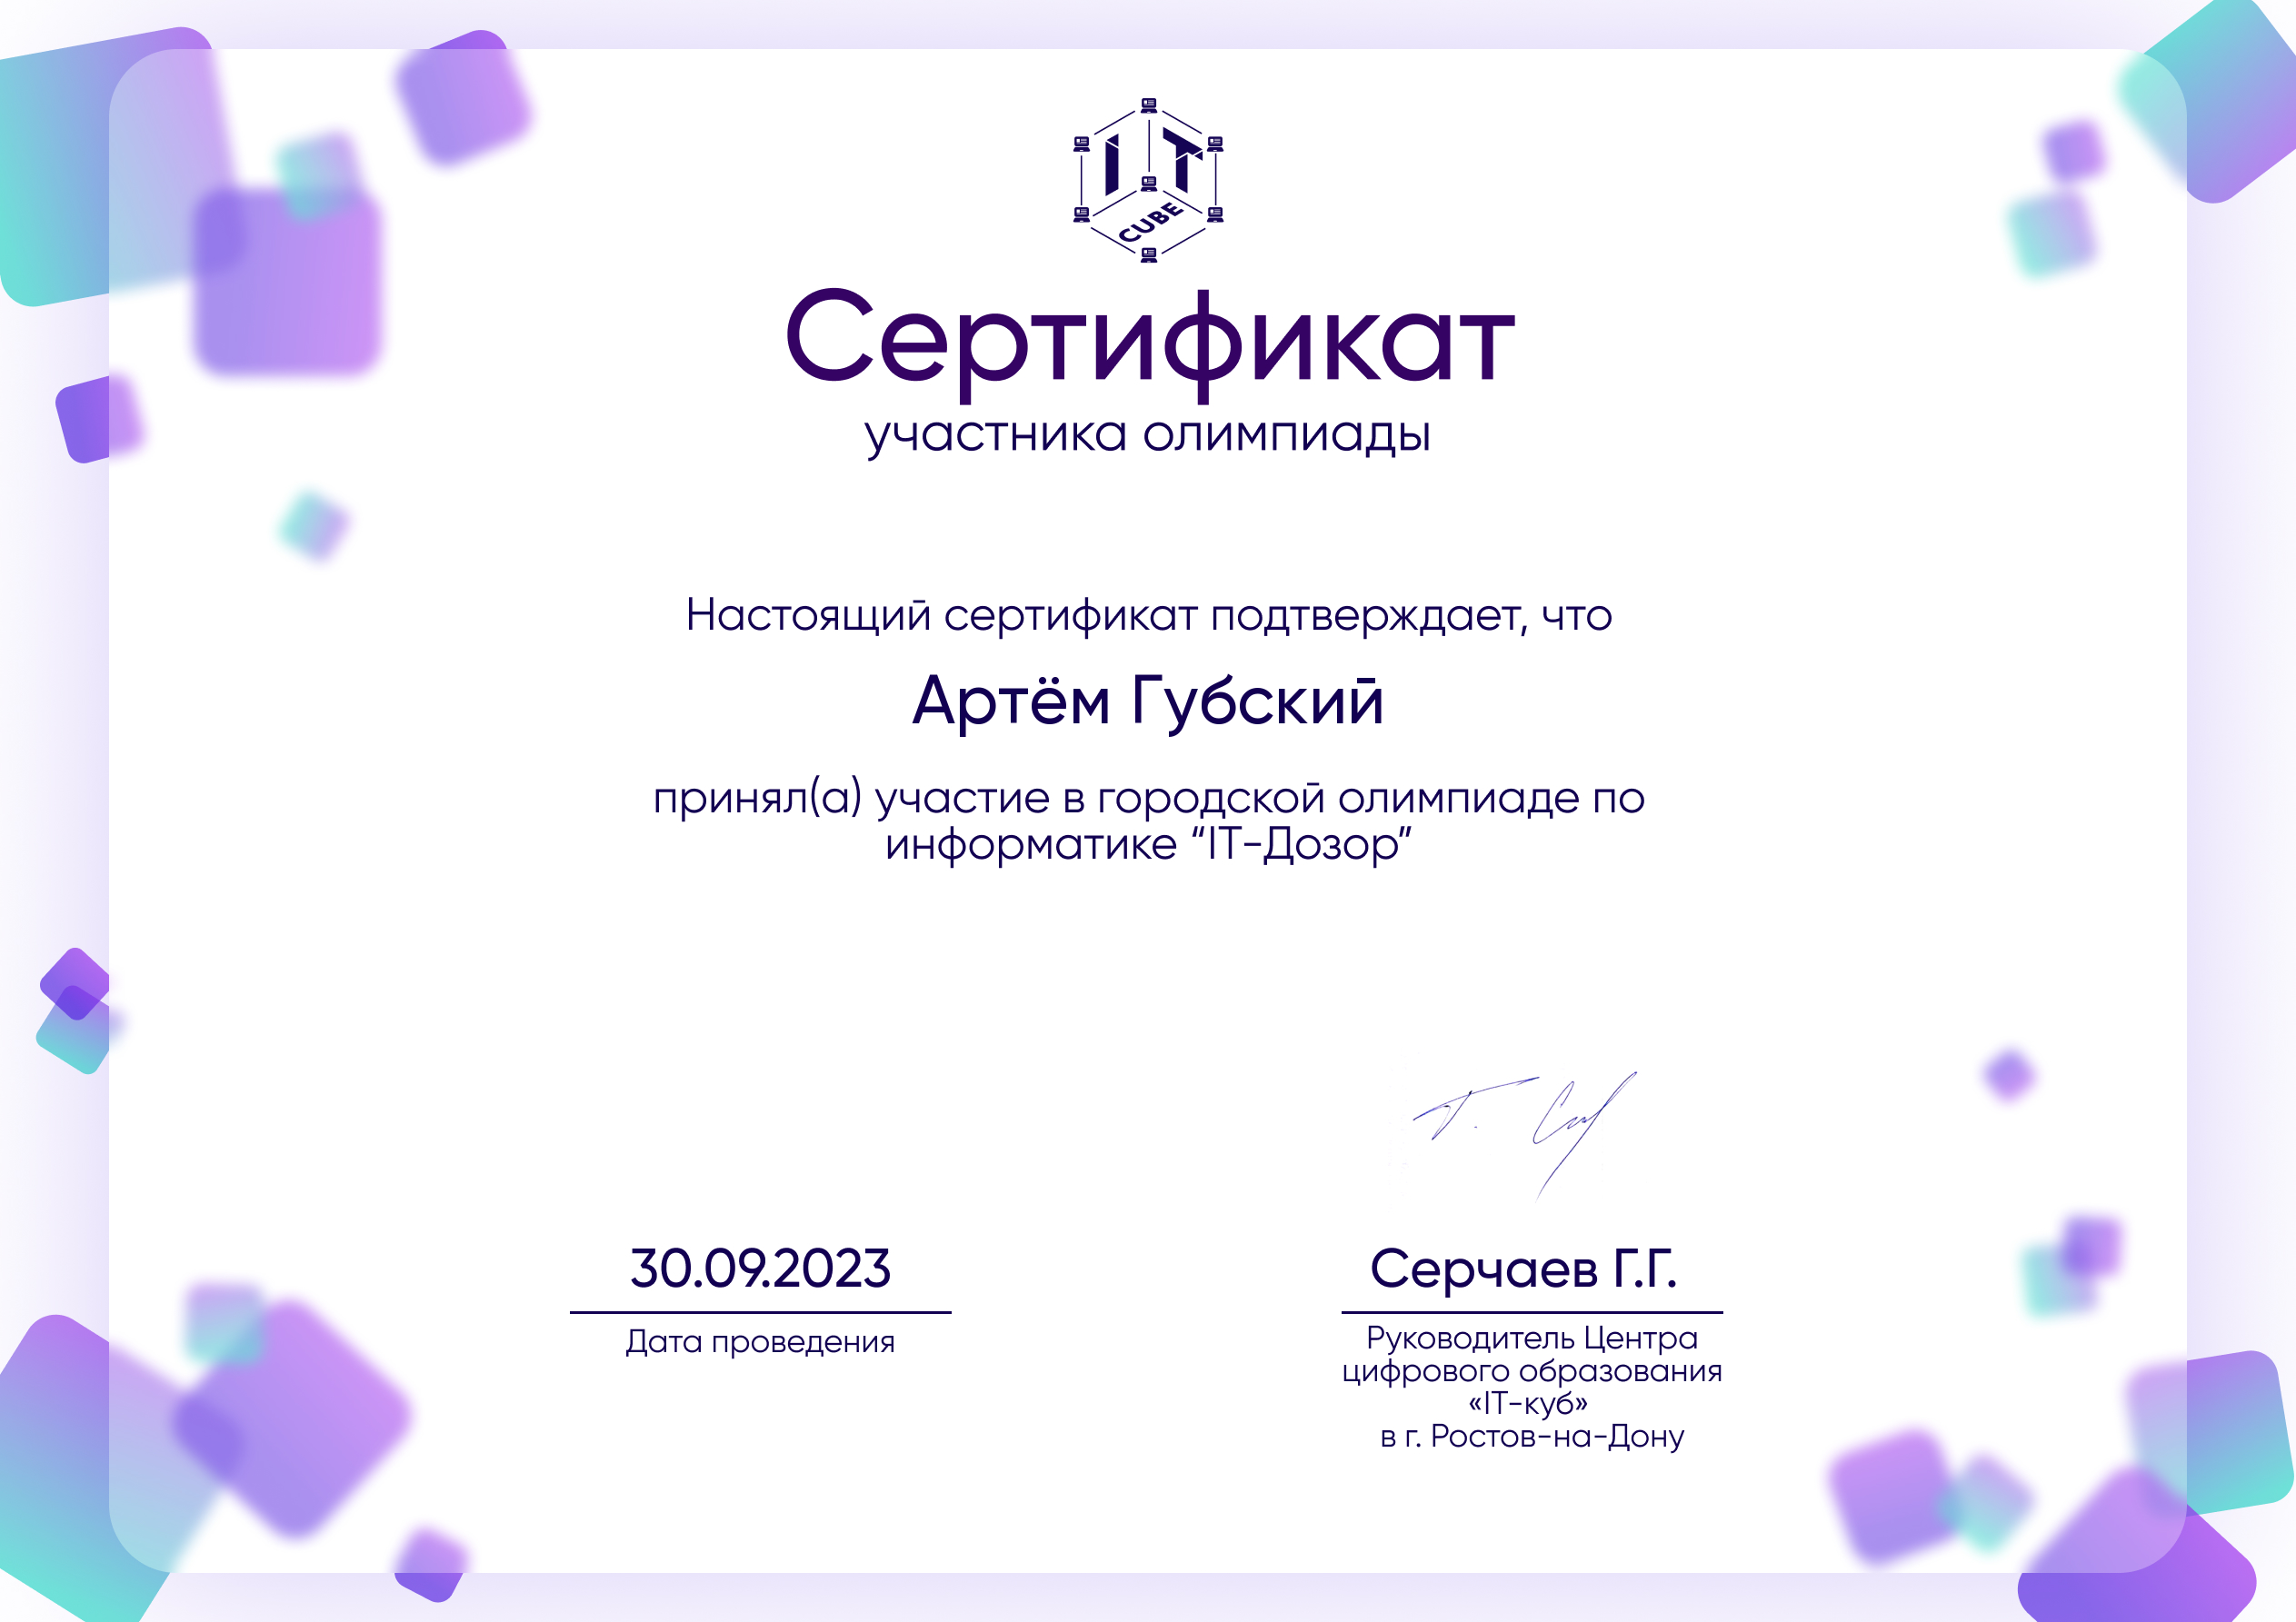 IT
CUBE
Сертификат
участника олимпиады
Настоящий сертификат подтверждает, что
Артём Губский
принял(а) участие в городской олимпиаде по
информатике “IT-Дозор”
30.09.2023
Дата проведения
Серчаев Г.Г.
Руководитель Центра
цифрового образования
«IT-куб»
в г. Ростов-на-Дону